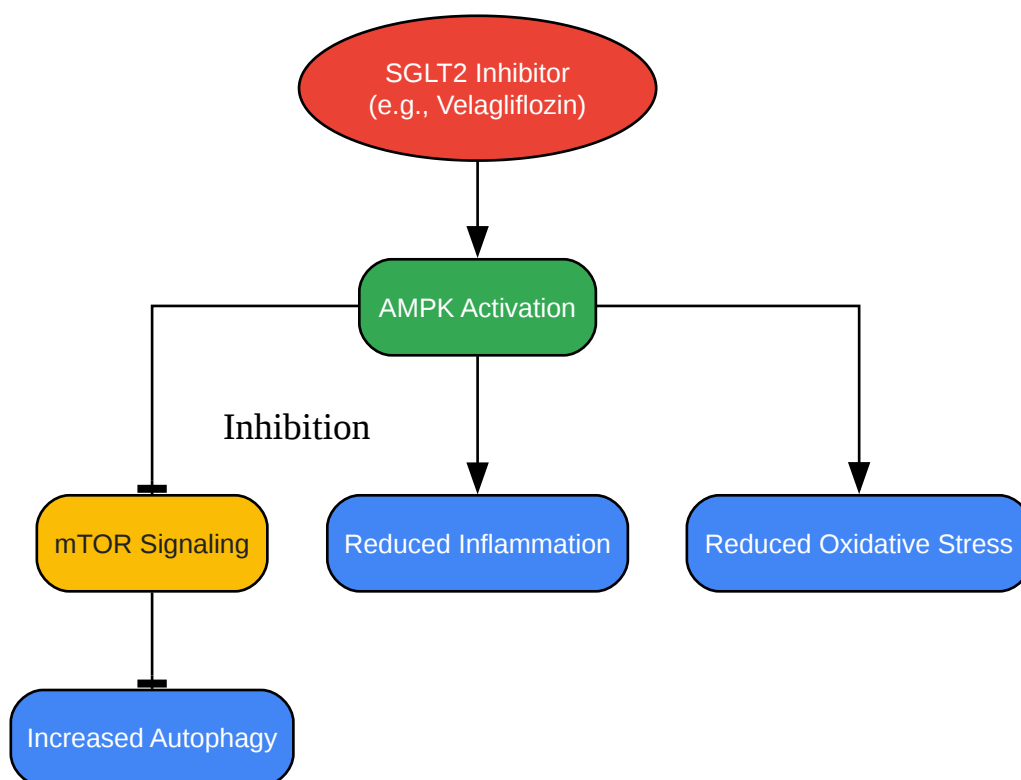 SGLT2 Inhibitor
(e.g., Velagliflozin)
AMPK Activation
Inhibition
mTOR Signaling
Reduced Inflammation
Reduced Oxidative Stress
Increased Autophagy